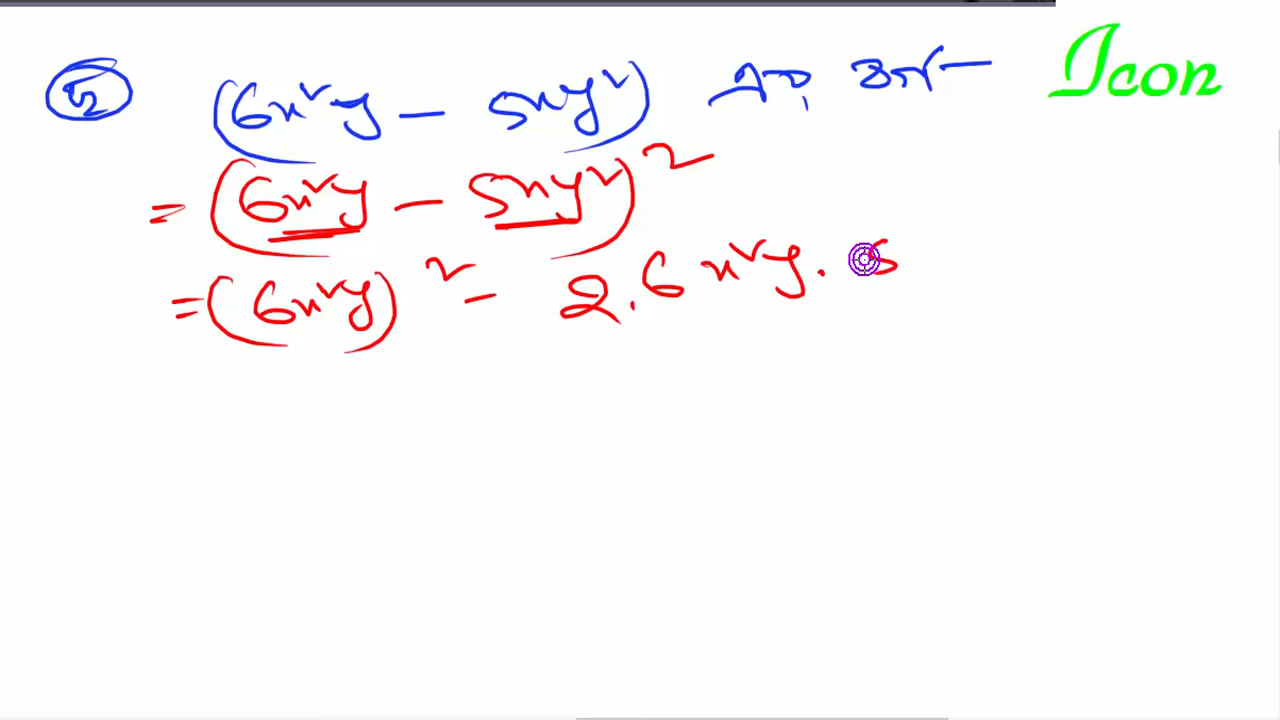 Icon
(6x²y - 5xy²) এর বর্গ
= (6x²y - 5xy²)²
= (6x²y)² - 2.6x²y. 5